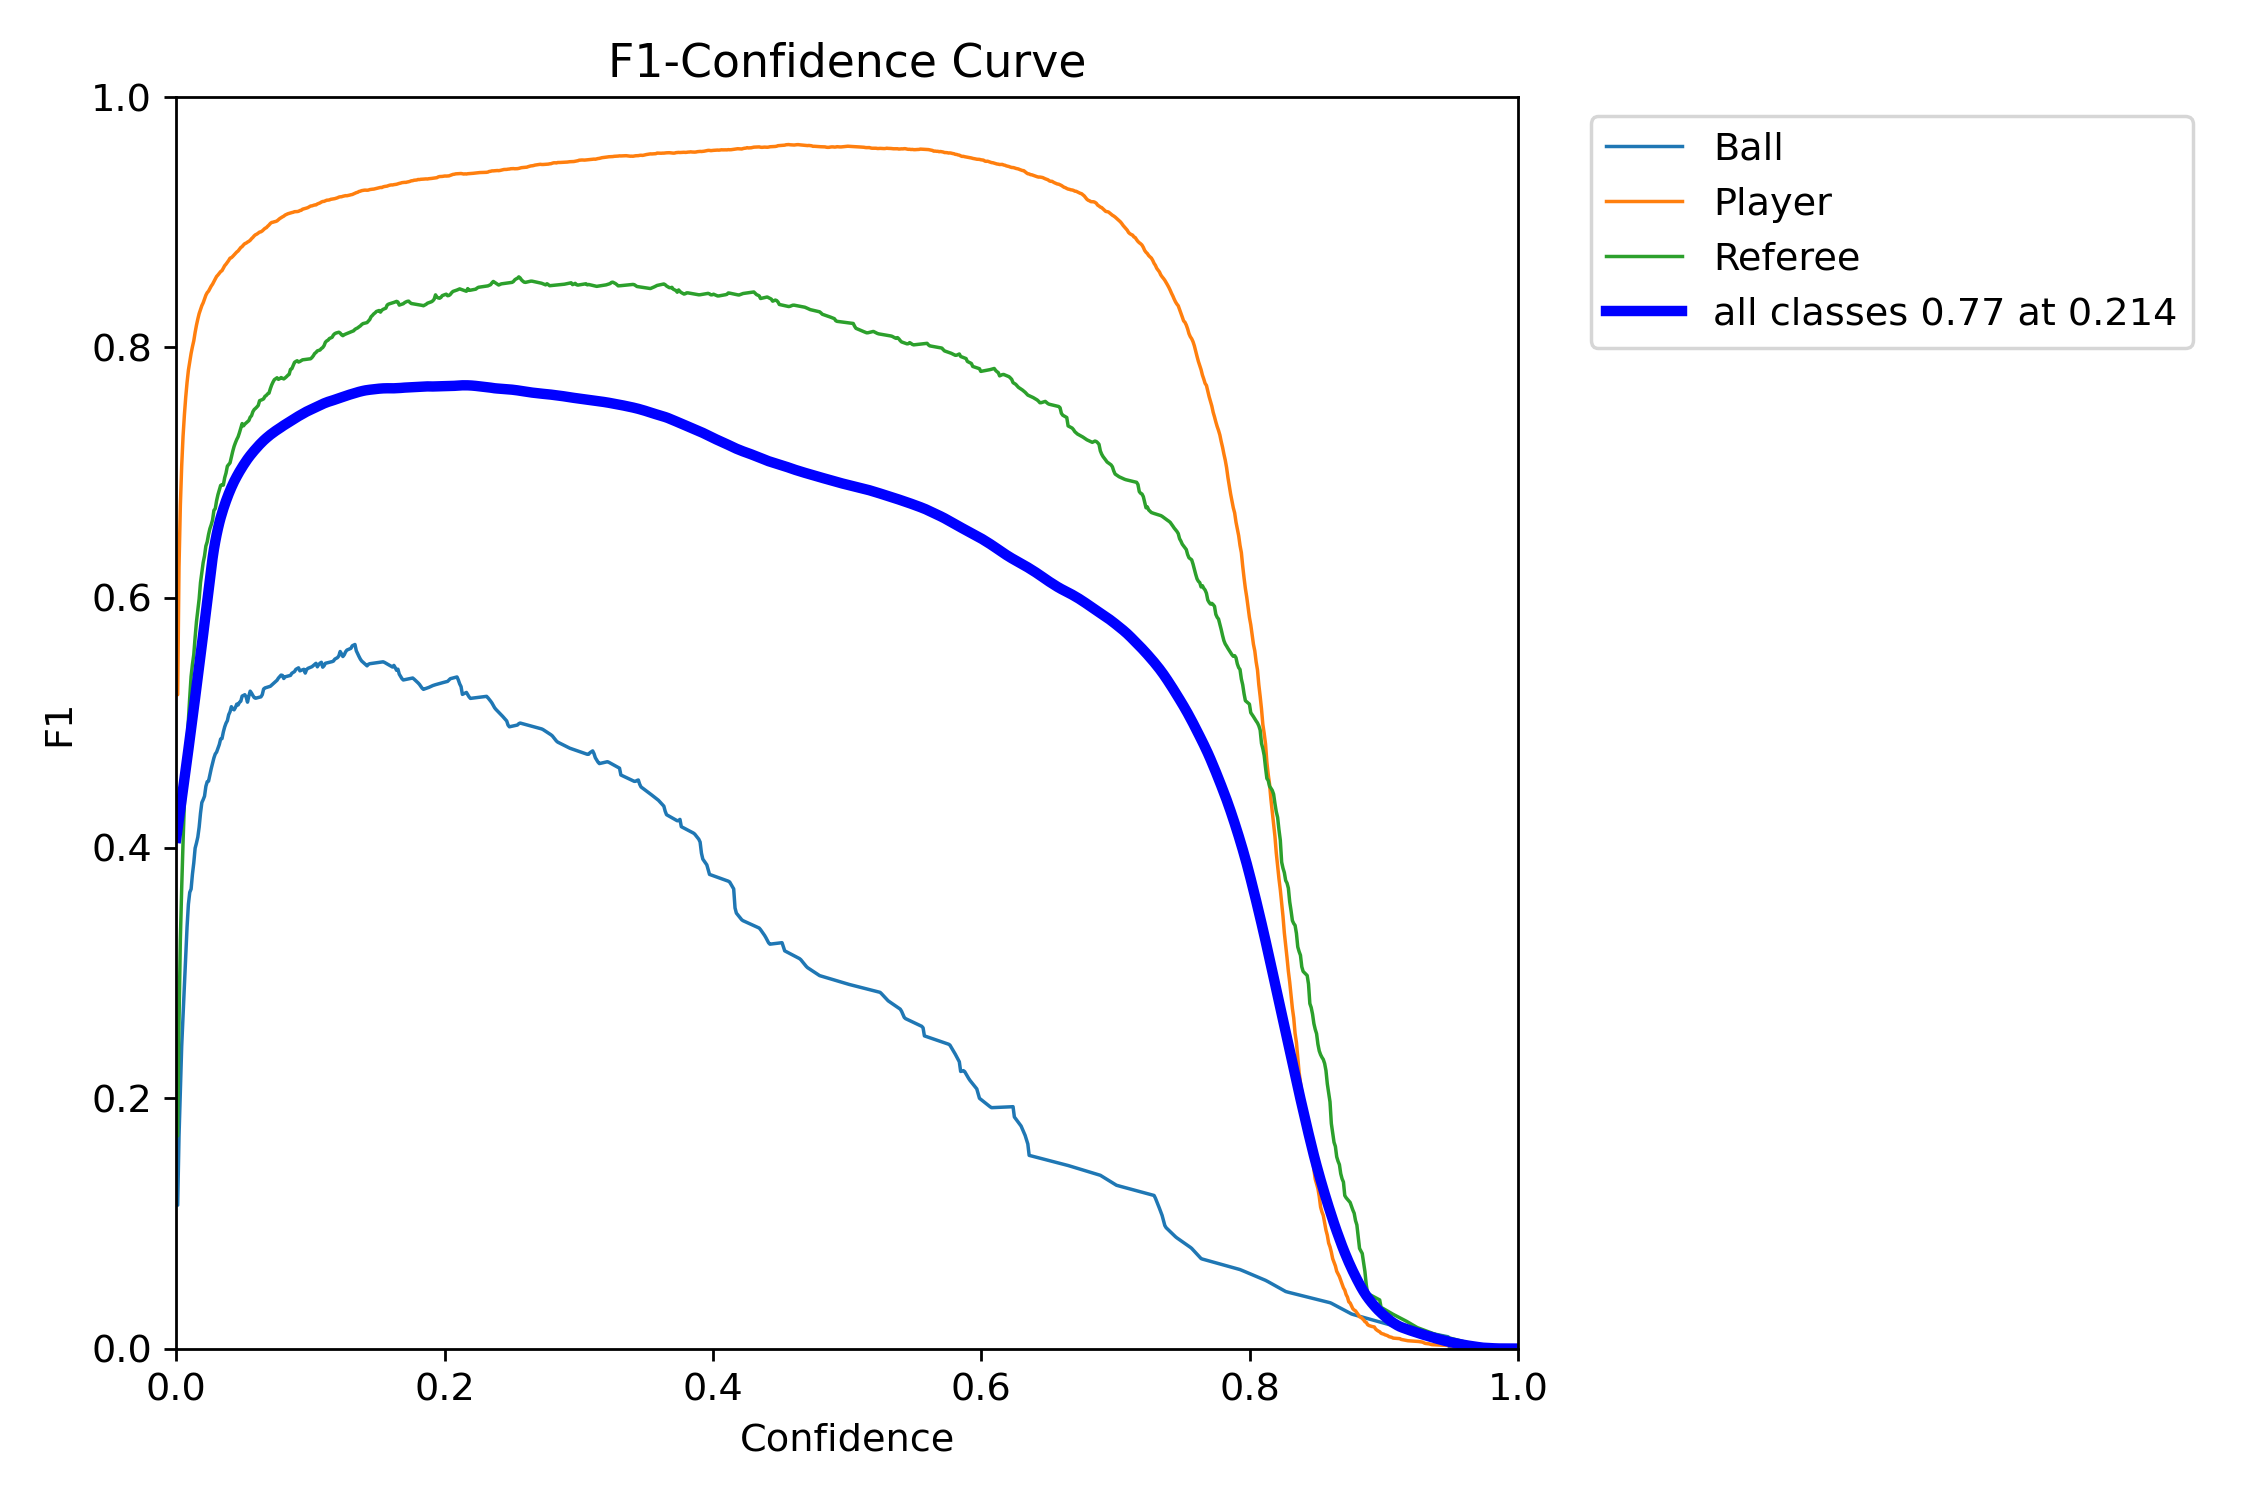 F1-Confidence Curve
1.0
0.8
0.6
0.4
0.2
0.0
F1
0.0 0.2 0.4 0.6 0.8 1.0
Confidence
Ball
Player
Referee
all classes 0.77 at 0.214